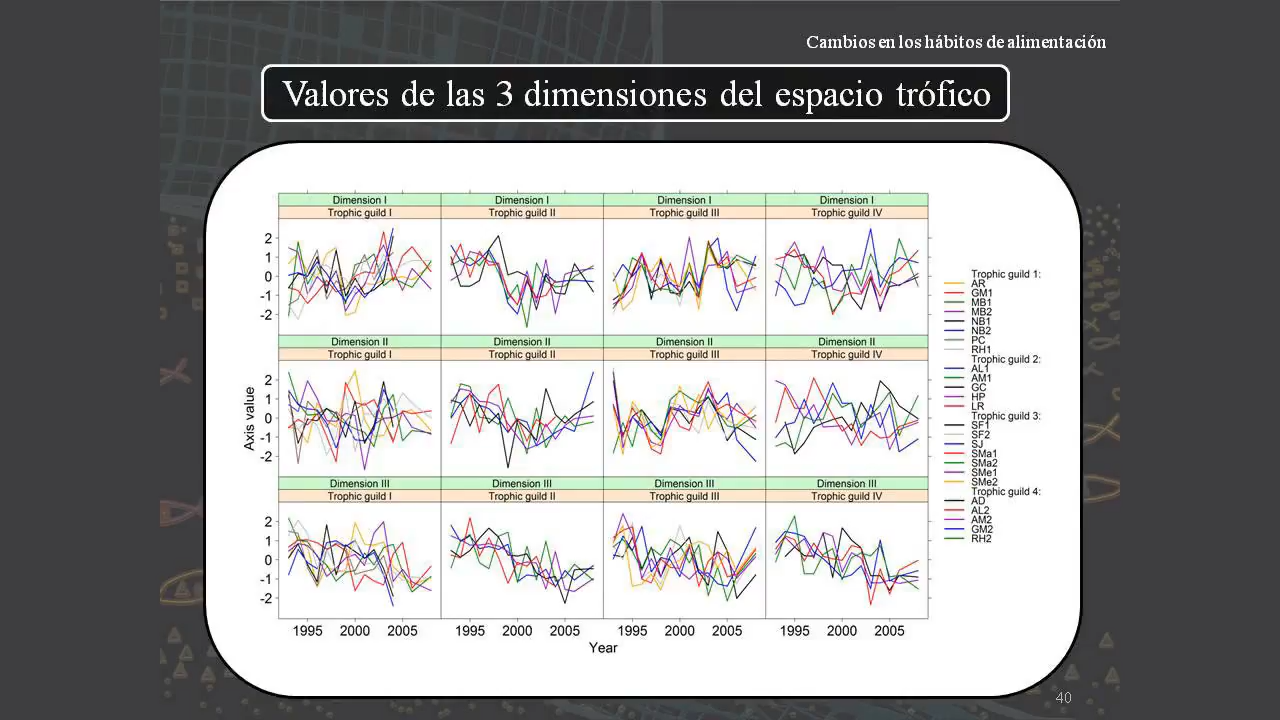 Cambios en los hábitos de alimentación
Valores de las 3 dimensiones del espacio trófico
Dimension I Dimension I Dimension I Dimension I
Trophic guild I Trophic guild II Trophic guild III Trophic guild IV
2
1
0
-1
-2
Dimension II Dimension II Dimension II Dimension II
Trophic guild I Trophic guild II Trophic guild III Trophic guild IV
2
1
0
-1
-2
Dimension III Dimension III Dimension III Dimension III
Trophic guild I Trophic guild II Trophic guild III Trophic guild IV
2
1
0
-1
-2
1995 2000 2005 1995 2000 2005 1995 2000 2005 1995 2000 2005
Axis value
Year
Trophic guild 1:
AR
GM1
MB1
MB2
NB1
NB2
PC
RH1
Trophic guild 2:
AL1
AM1
GC
HP
LR
Trophic guild 3:
SF1
SF2
SJ
SMa1
SMa2
SMe1
SMe2
Trophic guild 4:
AD
AL2
AM2
GM2
RH2
40